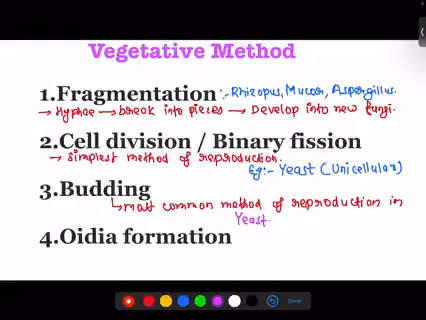 Vegetative Method
1.Fragmentation :- Rhizopus, Mucor, Aspergillus.
→ Hyphae → break into pieces → Develop into new fungi.
2.Cell division / Binary fission
→ simplest method of reproduction.
Eg:- Yeast (Unicellular)
3.Budding
↳ most common method of reproduction in
Yeast.
4.Oidia formation
Done